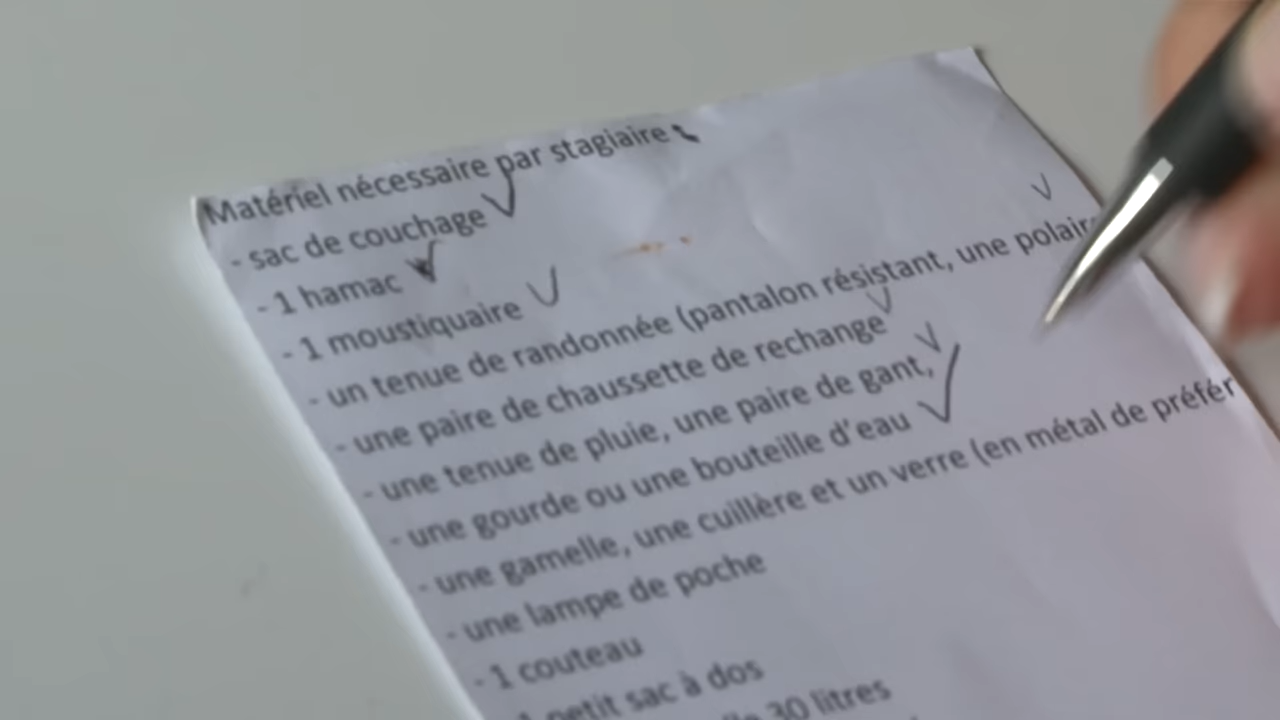 Matériel nécessaire par stagiaire
- sac de couchage
- 1 hamac
- 1 moustiquaire
- un tenue de randonnée (pantalon résistant, une polaire
- une paire de chaussette de rechange
- une tenue de pluie, une paire de gant,
- une gourde ou une bouteille d'eau
- une gamelle, une cuillère et un verre (en métal de préfér
- une lampe de poche
- 1 couteau
- 1 petit sac à dos
30 litres